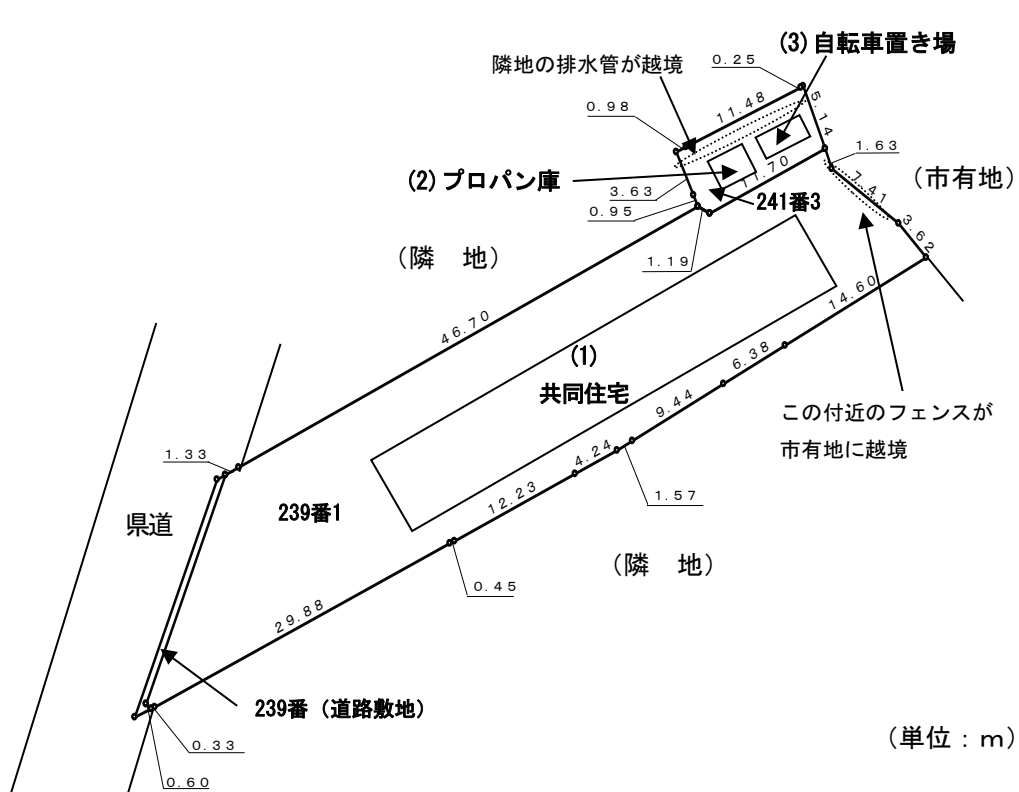 (3) 自転車置き場
隣地の排水管が越境
0.25
0.98
11.48
5.14
1.63
(市有地)
(2) プロパン庫
11.70
7.41
3.63
241番3
0.95
3.62
(隣 地)
1.19
14.60
46.70
(1)
共同住宅
6.38
9.44
この付近のフェンスが
市有地に越境
1.33
4.24
1.57
12.23
239番1
県道
(隣 地)
0.45
29.88
239番(道路敷地)
0.33
(単位:m)
0.60